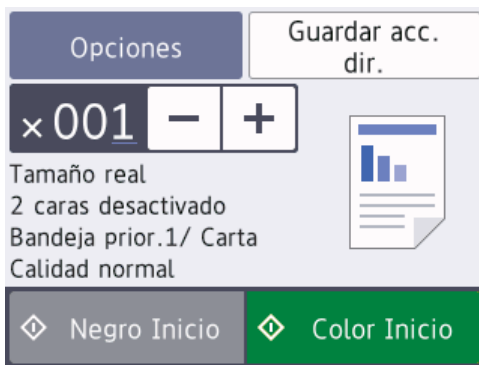 Opciones
Guardar acc.
dir.
×001 − +
Tamaño real
2 caras desactivado
Bandeja prior.1/ Carta
Calidad normal
Negro Inicio
Color Inicio